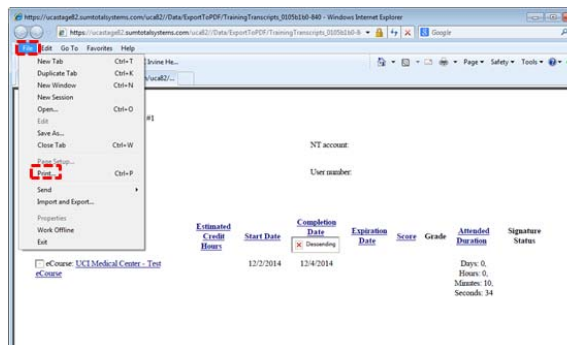 https://ucastage82.sumtotalsystems.com/uca82//Data/ExportToPDF/TrainingTranscripts_0105b1b0-840 - Windows Internet Explorer
https://ucastage82.sumtotalsystems.com/uca82//Data/ExportToPDF/TrainingTranscripts_0105b1b0-8
Google
File Edit Go To Favorites Help
New Tab Ctrl+T
Duplicate Tab Ctrl+K
New Window Ctrl+N
New Session
Open... Ctrl+O
Edit
Save As...
Close Tab Ctrl+W
Page Setup...
Print... Ctrl+P
Send
Import and Export...
Properties
Work Offline
Exit
Irvine He...
m/uca82/...
Page Safety Tools
#1
NT account:
User number:
Estimated Credit Hours
Start Date
Completion Date
Descending
Expiration Date
Score
Grade
Attended Duration
Signature Status
eCourse: UCI Medical Center - Test eCourse
12/2/2014
12/4/2014
Days: 0,
Hours: 0,
Minutes: 10,
Seconds: 34